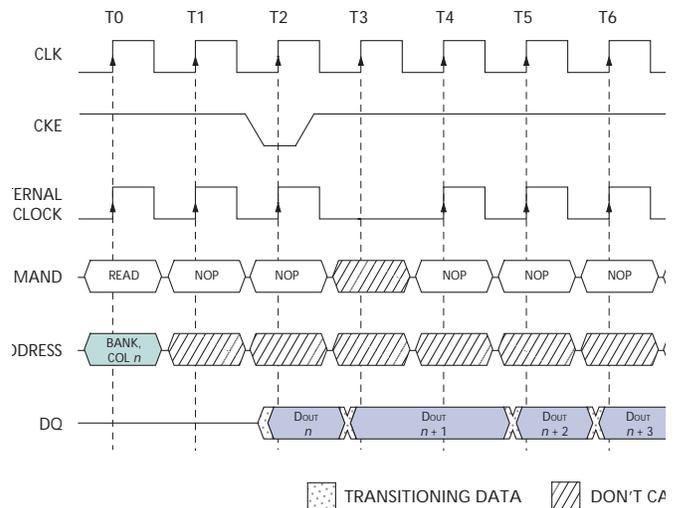 T0 T1 T2 T3 T4 T5 T6
CLK
CKE
ERNAL
CLOCK
MAND READ NOP NOP NOP NOP NOP
DDRESS BANK,
COL n
DQ DOUT DOUT DOUT DOUT
n n + 1 n + 2 n + 3
TRANSITIONING DATA DON'T CA